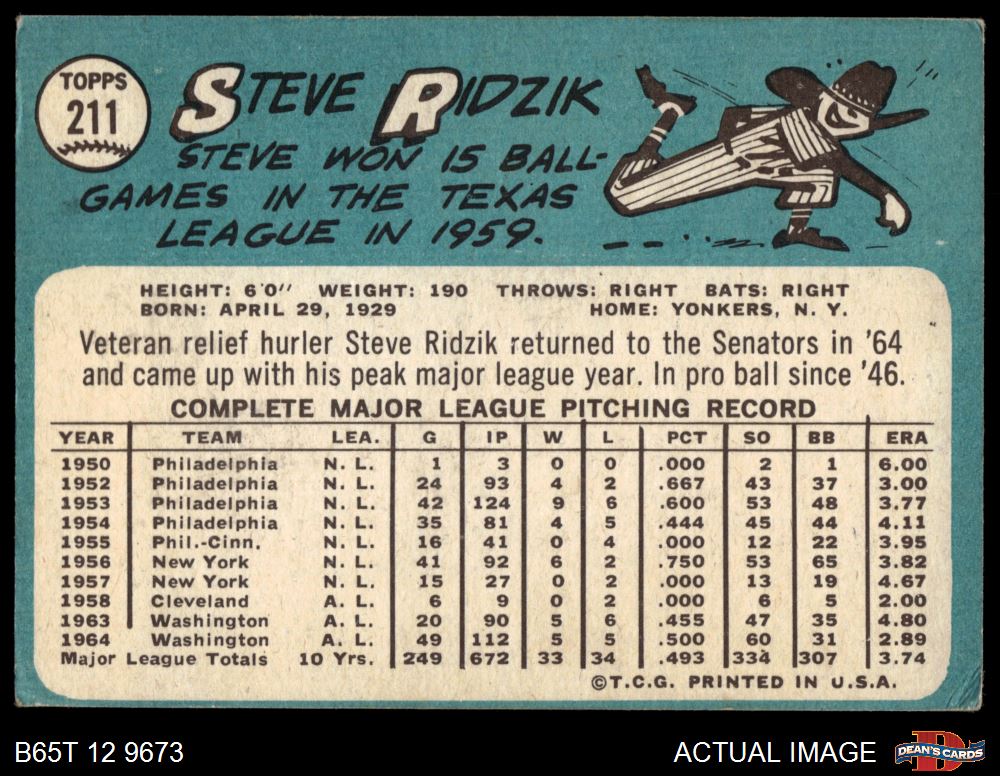 TOPPS
211
STEVE RIDZIK
STEVE WON 15 BALL-
GAMES IN THE TEXAS
LEAGUE IN 1959.
HEIGHT: 6'0" WEIGHT: 190 THROWS: RIGHT BATS: RIGHT
BORN: APRIL 29, 1929 HOME: YONKERS, N. Y.
Veteran relief hurler Steve Ridzik returned to the Senators in '64
and came up with his peak major league year. In pro ball since '46.
COMPLETE MAJOR LEAGUE PITCHING RECORD
YEAR TEAM LEA. G IP W L PCT SO BB ERA
1950 Philadelphia N. L. 1 3 0 0 .000 2 1 6.00
1952 Philadelphia N. L. 24 93 4 2 .667 43 37 3.00
1953 Philadelphia N. L. 42 124 9 6 .600 53 48 3.77
1954 Philadelphia N. L. 35 81 4 5 .444 45 44 4.11
1955 Phil.-Cinn. N. L. 16 41 0 4 .000 12 22 3.95
1956 New York N. L. 41 92 6 2 .750 53 65 3.82
1957 New York N. L. 15 27 0 2 .000 13 19 4.67
1958 Cleveland A. L. 6 9 0 2 .000 6 5 2.00
1963 Washington A. L. 20 90 5 6 .455 47 35 4.80
1964 Washington A. L. 49 112 5 5 .500 60 31 2.89
Major League Totals 10 Yrs. 249 672 33 34 .493 334 307 3.74
©T.C.G. PRINTED IN U.S.A.
B65T 12 9673
ACTUAL IMAGE
DEAN'S CARDS